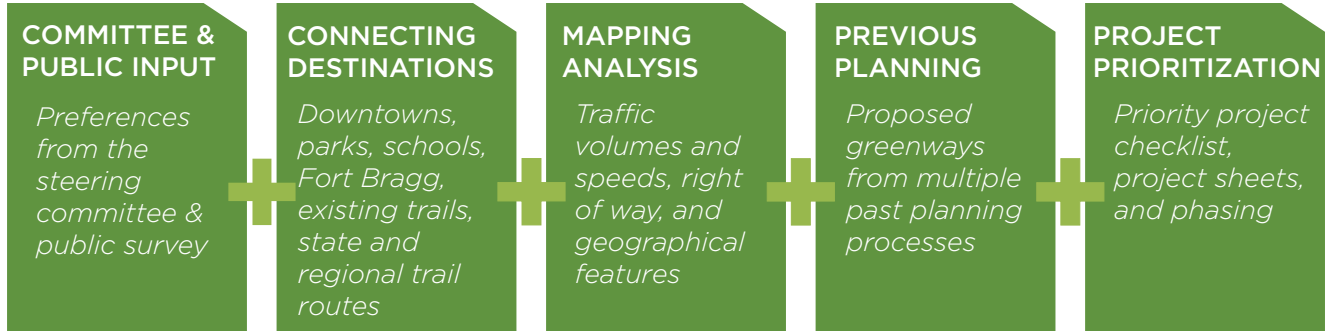 COMMITTEE &
PUBLIC INPUT
Preferences
from the
steering
committee &
public survey
CONNECTING
DESTINATIONS
Downtowns,
parks, schools,
Fort Bragg,
existing trails,
state and
regional trail
routes
MAPPING
ANALYSIS
Traffic
volumes and
speeds, right
of way, and
geographical
features
PREVIOUS
PLANNING
Proposed
greenways
from multiple
past planning
processes
PROJECT
PRIORITIZATION
Priority project
checklist,
project sheets,
and phasing